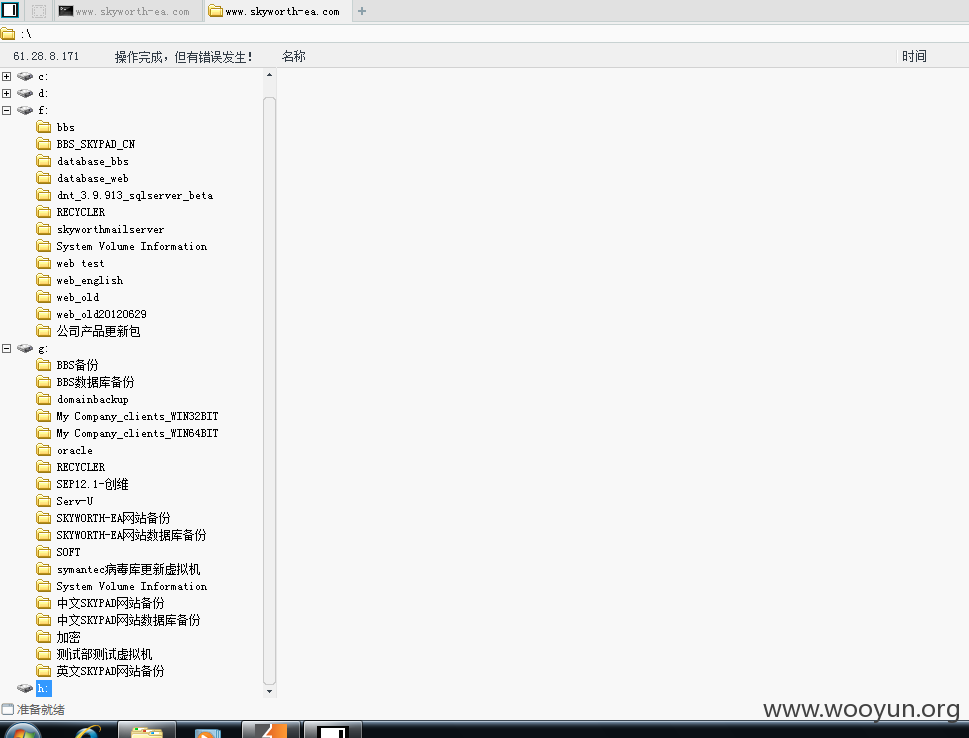 www.skyworth-ea.com
www.skyworth-ea.com
:\
61.28.8.171 操作完成，但有错误发生！ 名称 时间
c:
d:
f:
bbs
BBS_SKYPAD_CN
database_bbs
database_web
dnt_3.9.913_sqlserver_beta
RECYCLER
skyworthmailserver
System Volume Information
web test
web_english
web_old
web_old20120629
公司产品更新包
g:
BBS备份
BBS数据库备份
domainbackup
My Company_clients_WIN32BIT
My Company_clients_WIN64BIT
oracle
RECYCLER
SEP12.1-创维
Serv-U
SKYWORTH-EA网站备份
SKYWORTH-EA网站数据库备份
SOFT
symantec病毒库更新虚拟机
System Volume Information
中文SKYPAD网站备份
中文SKYPAD网站数据库备份
加密
测试部测试虚拟机
英文SKYPAD网站备份
h:
准备就绪
www.wooyun.org